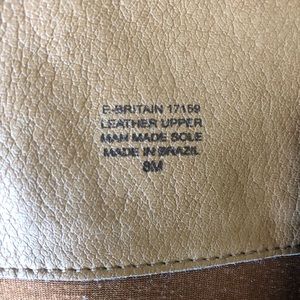 E-BRITAIN 17159
LEATHER UPPER
MAN MADE SOLE
MADE IN BRAZIL
8M